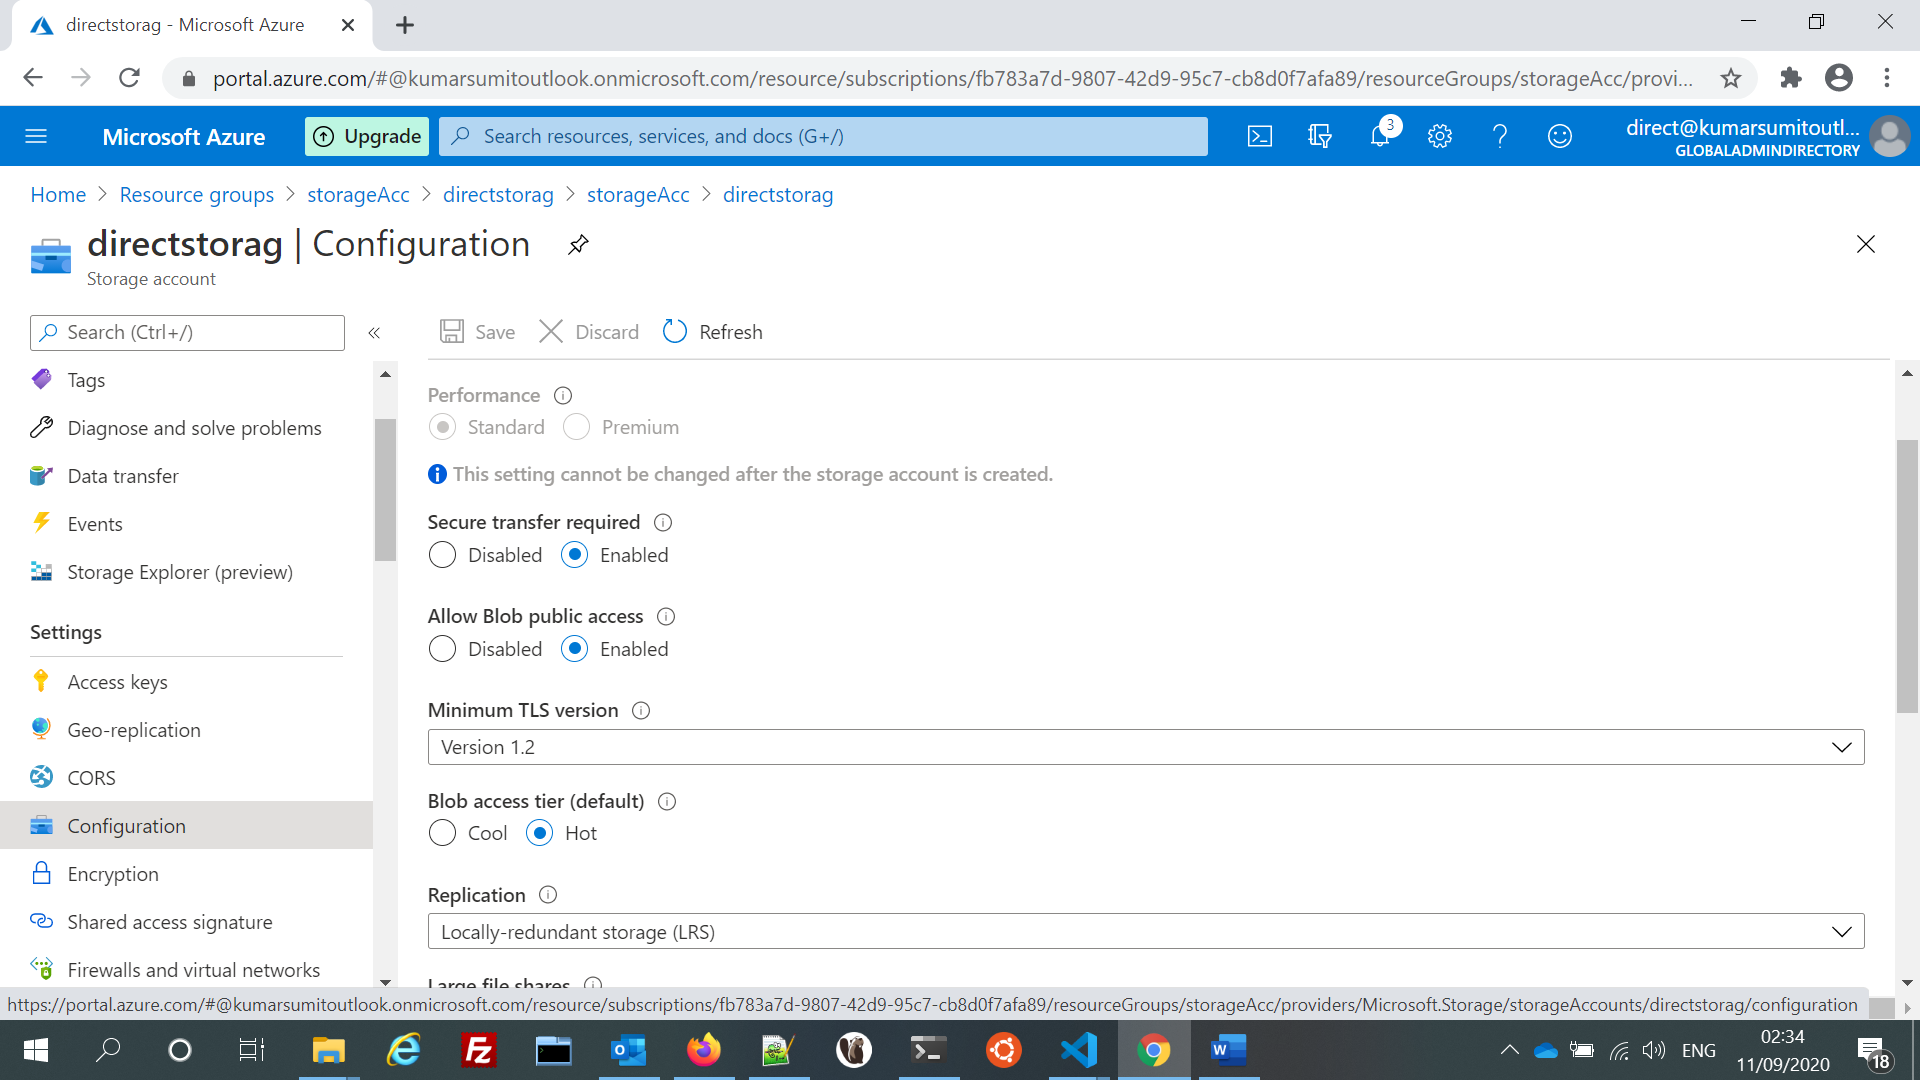 directstorag - Microsoft Azure
portal.azure.com/#@kumarsumitoutlook.onmicrosoft.com/resource/subscriptions/fb783a7d-9807-42d9-95c7-cb8d0f7afa89/resourceGroups/storageAcc/provi...
Microsoft Azure
Upgrade
Search resources, services, and docs (G+/)
3
direct@kumarsumitoutl...
GLOBALADMINDIRECTORY
Home > Resource groups > storageAcc > directstorag > storageAcc > directstorag
directstorag | Configuration
Storage account
Search (Ctrl+/)
«
Tags
Diagnose and solve problems
Data transfer
Events
Storage Explorer (preview)
Settings
Access keys
Geo-replication
CORS
Configuration
Encryption
Shared access signature
Firewalls and virtual networks
Save
Discard
Refresh
Performance
Standard
Premium
This setting cannot be changed after the storage account is created.
Secure transfer required
Disabled
Enabled
Allow Blob public access
Disabled
Enabled
Minimum TLS version
Version 1.2
Blob access tier (default)
Cool
Hot
Replication
Locally-redundant storage (LRS)
Large file shares
https://portal.azure.com/#@kumarsumitoutlook.onmicrosoft.com/resource/subscriptions/fb783a7d-9807-42d9-95c7-cb8d0f7afa89/resourceGroups/storageAcc/providers/Microsoft.Storage/storageAccounts/directstorag/configuration
ENG
02:34
11/09/2020
18